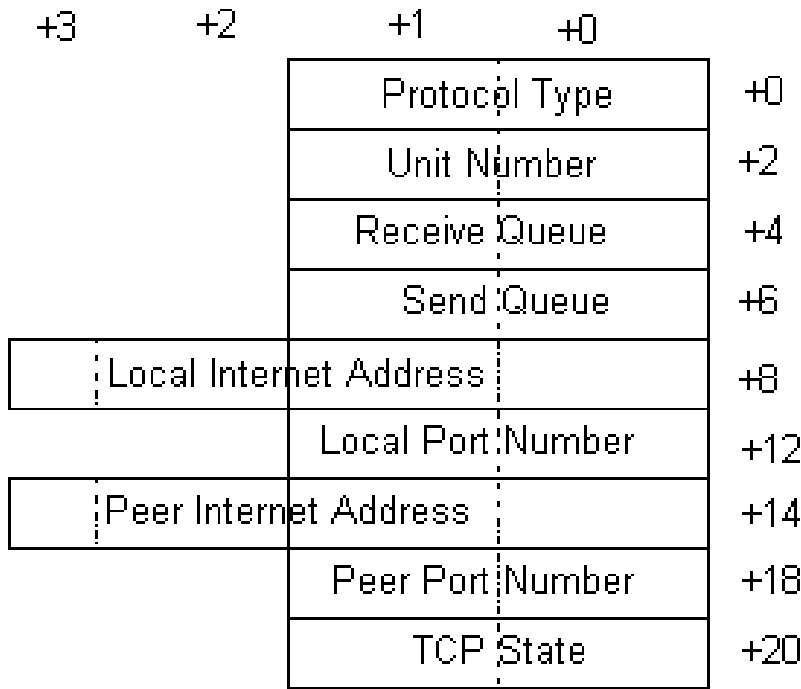 +3 +2 +1 +0
Protocol Type +0
Unit Number +2
Receive Queue +4
Send Queue +6
Local Internet Address +8
Local Port Number +12
Peer Internet Address +14
Peer Port Number +18
TCP State +20